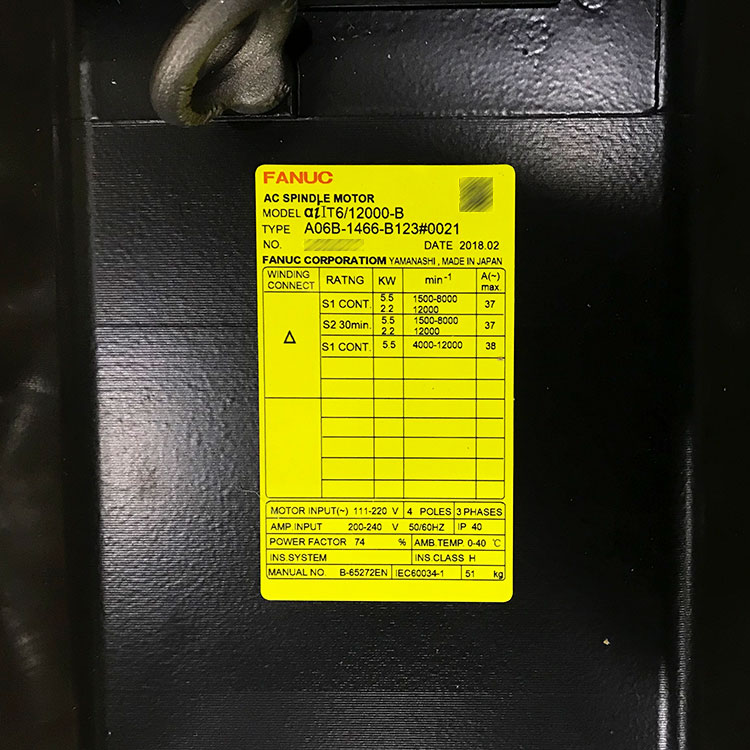 FANUC
AC SPINDLE MOTOR
MODEL αiIT6/12000-B
TYPE A06B-1466-B123#0021
NO. DATE 2018.02
FANUC CORPORATIOM YAMANASHI , MADE IN JAPAN
WINDING CONNECT RATNG KW min⁻¹ A(~) max.
Δ S1 CONT. 5.5 1500-8000 37
2.2 12000
S2 30min. 5.5 1500-8000 37
2.2 12000
S1 CONT. 5.5 4000-12000 38
MOTOR INPUT(~) 111-220 V 4 POLES 3 PHASES
AMP.INPUT 200-240 V 50/60HZ IP 40
POWER FACTOR 74 % AMB.TEMP. 0-40 ℃
INS.SYSTEM INS.CLASS H
MANUAL NO. B-65272EN IEC60034-1 51 kg